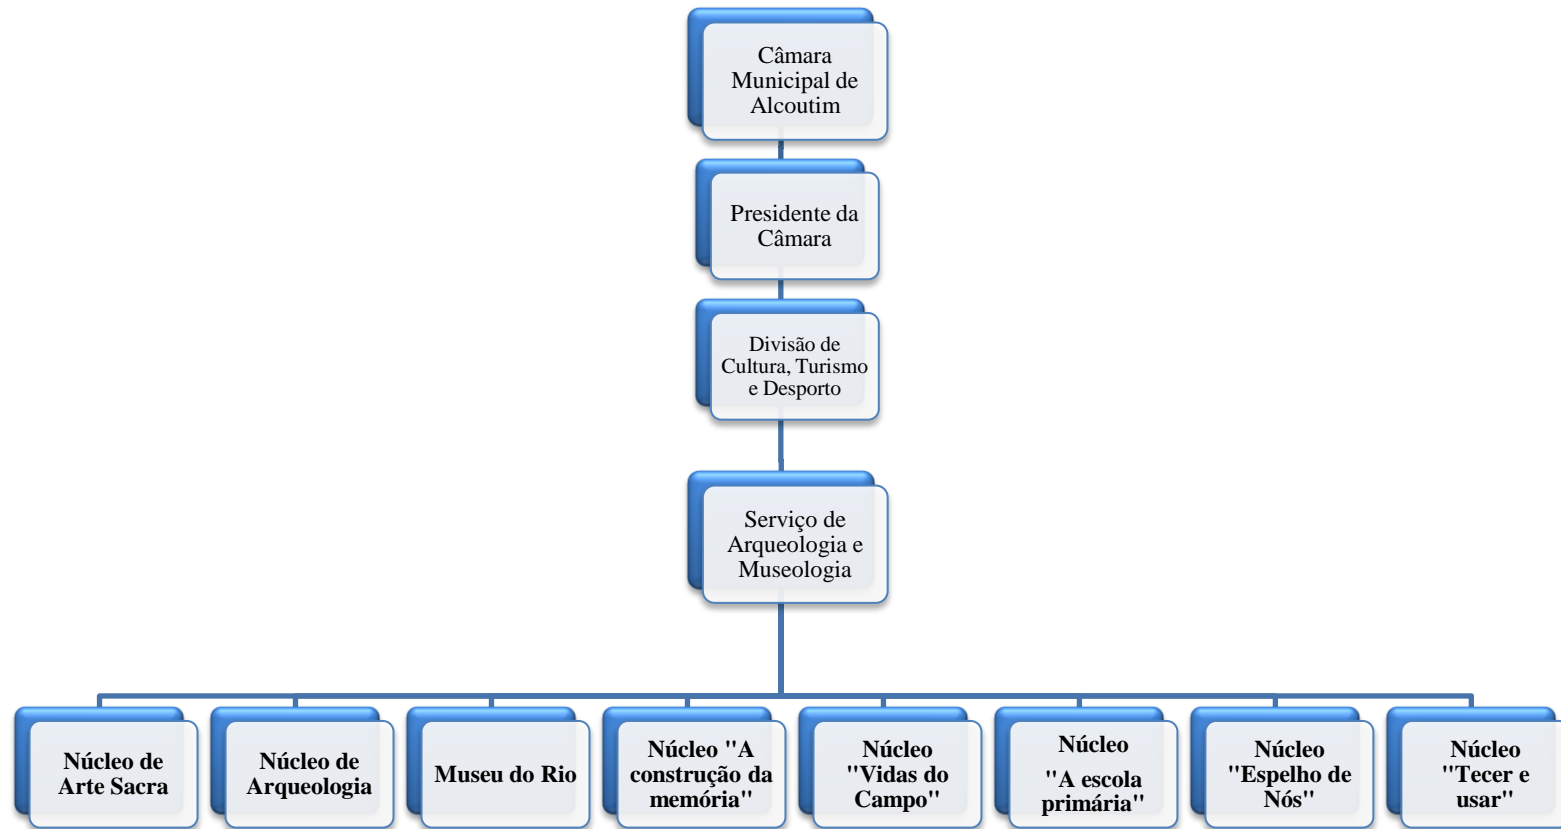 Câmara
Municipal de
Alcoutim
Presidente da
Câmara
Divisão de
Cultura, Turismo
e Desporto
Serviço de
Arqueologia e
Museologia
Núcleo de
Arte Sacra
Núcleo de
Arqueologia
Museu do Rio
Núcleo "A
construção da
memória"
Núcleo
"Vidas do
Campo"
Núcleo
"A escola
primária"
Núcleo
"Espelho de
Nós"
Núcleo
"Tecer e
usar"